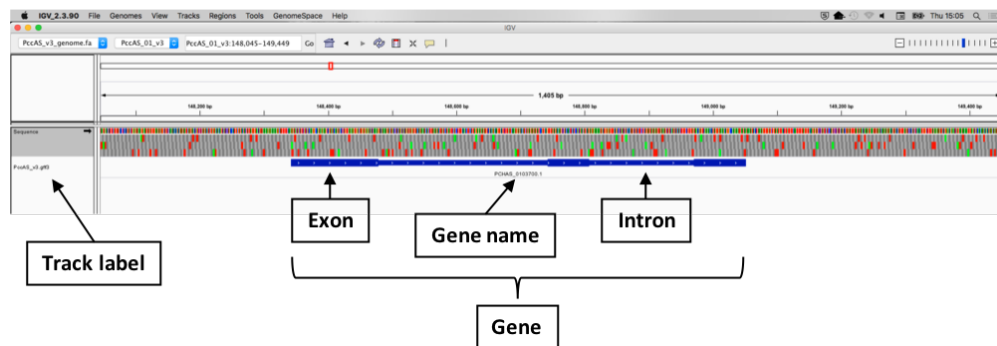 IGV_2.3.90 File Genomes View Tracks Regions Tools GenomeSpace Help Thu 15:05
IGV
PccAS_v3_genome.fa PccAS_01_v3 PccAS_01_v3:148,045-149,449 Go
1,405 bp
148,200 bp 148,400 bp 148,600 bp 148,800 bp 149,000 bp 149,200 bp 149,400 bp
Sequence
PccAS_v3.gff3
PCHAS_0103700.1
Exon
Gene name
Intron
Track label
Gene